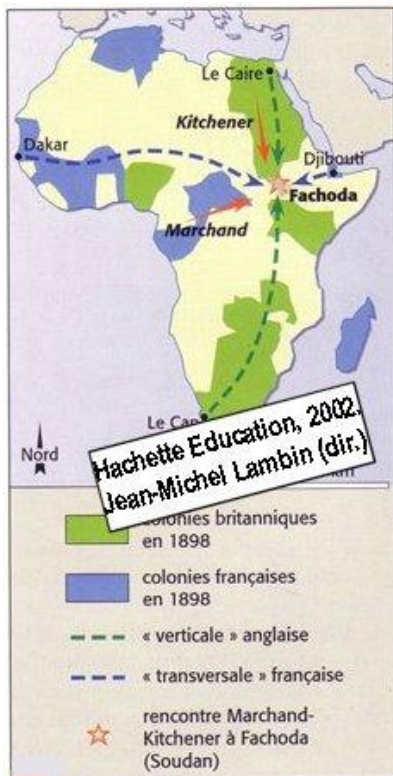 Le Caire
Kitchener
Dakar
Djibouti
Fachoda
Marchand
Le Cap
Nord
Hachette Education, 2002.
Jean-Michel Lambin (dir.)
km
colonies britanniques
en 1898
colonies françaises
en 1898
« verticale » anglaise
« transversale » française
rencontre Marchand-
Kitchener à Fachoda
(Soudan)